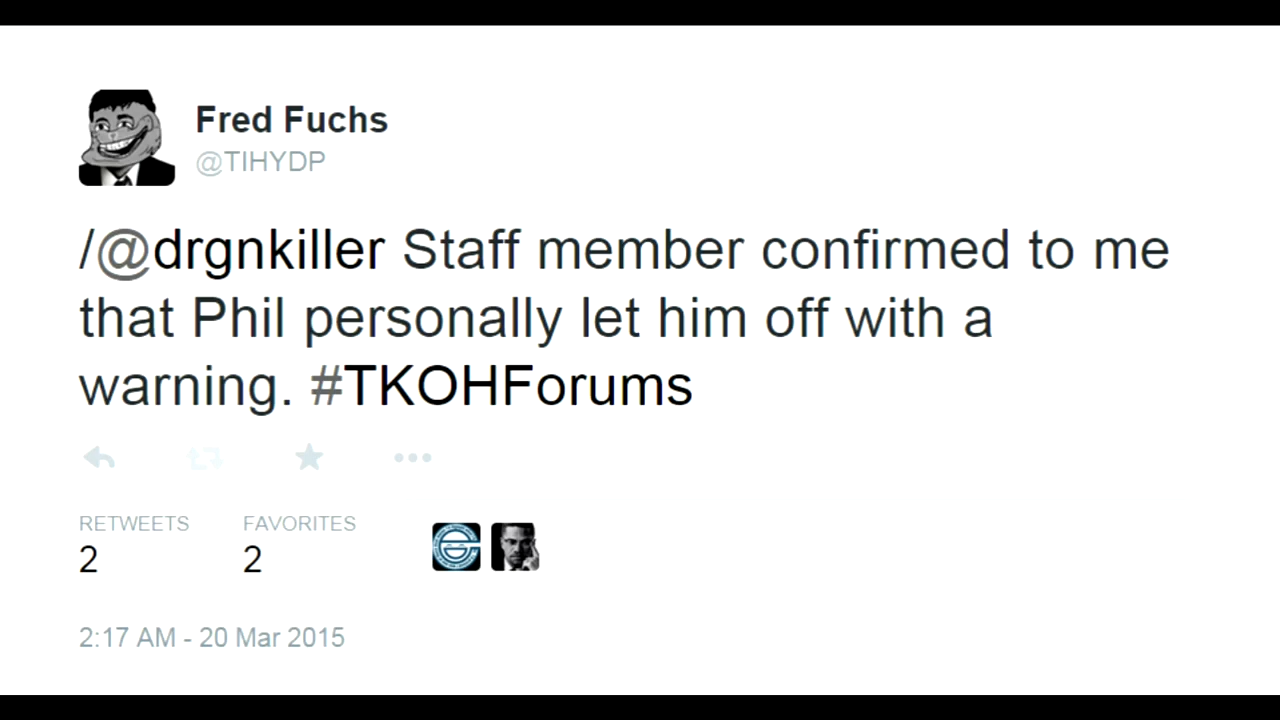 Fred Fuchs
@TIHYDP
/@drgnkiller Staff member confirmed to me
that Phil personally let him off with a
warning. #TKOHForums
RETWEETS FAVORITES
2 2
2:17 AM - 20 Mar 2015